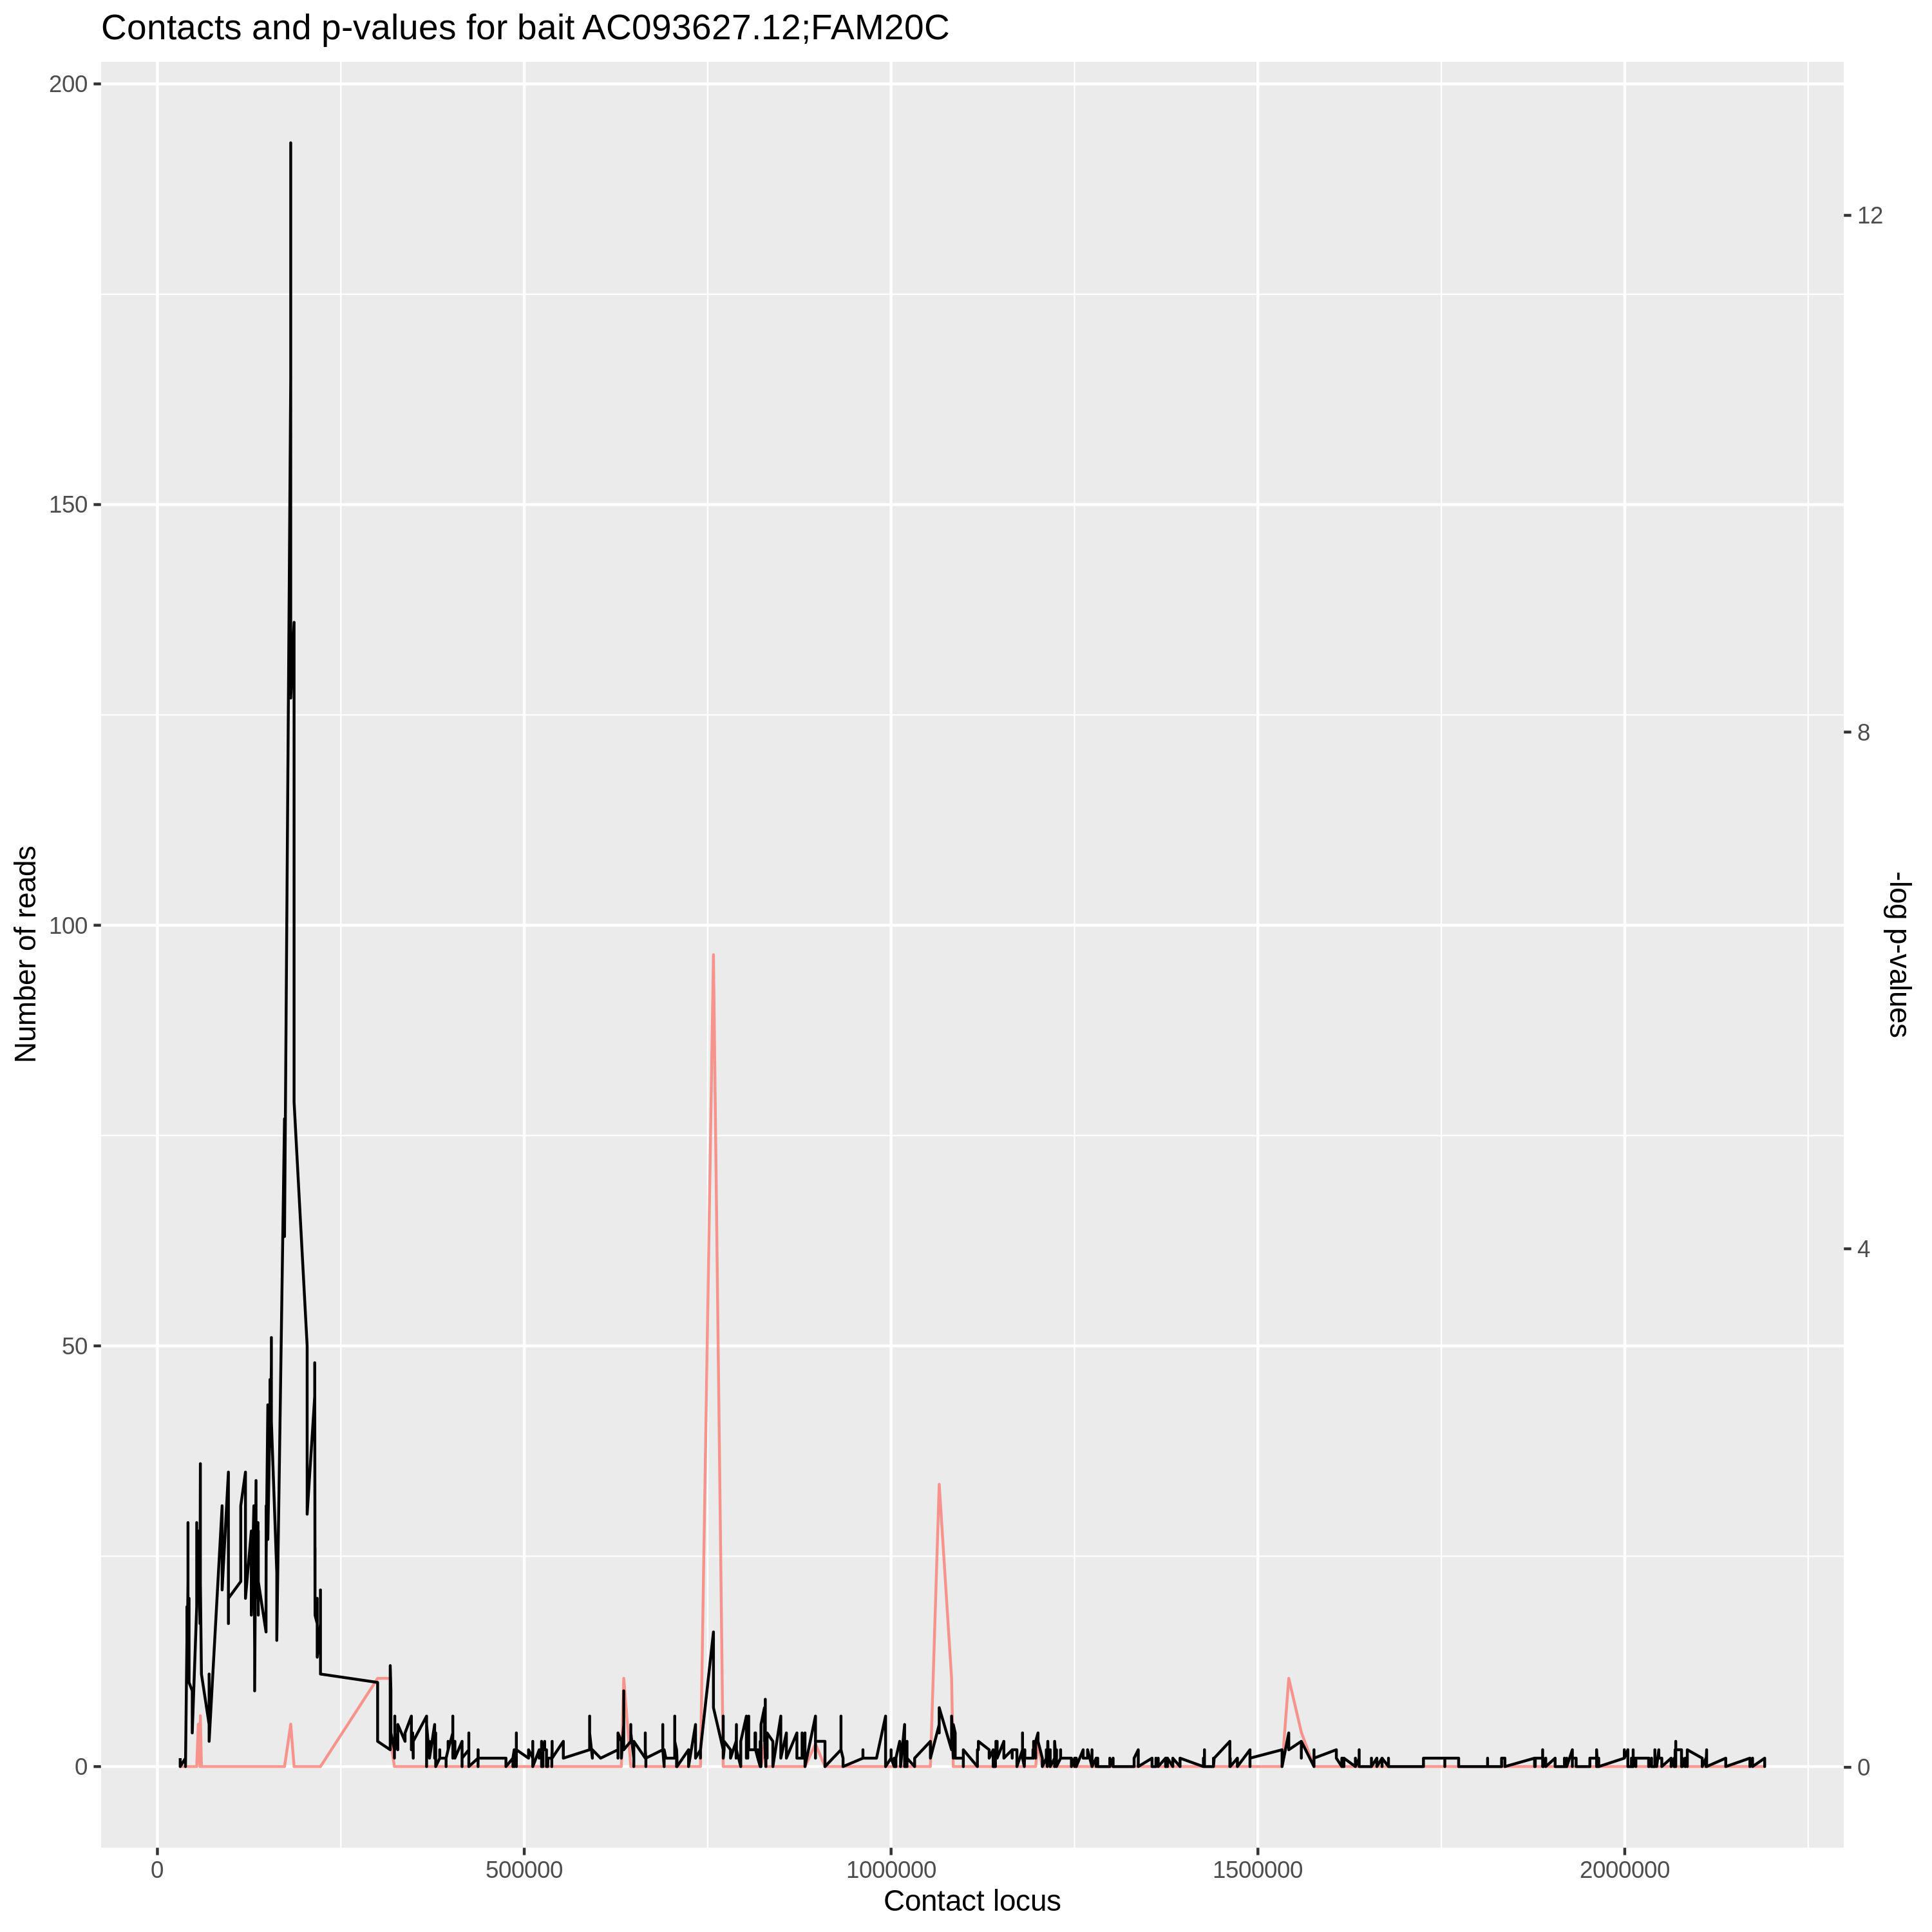 Contacts and p-values for bait AC093627.12;FAM20C
200
150
100
50
0
12
8
4
0
Number of reads
-log p-values
0 500000 1000000 1500000 2000000
Contact locus